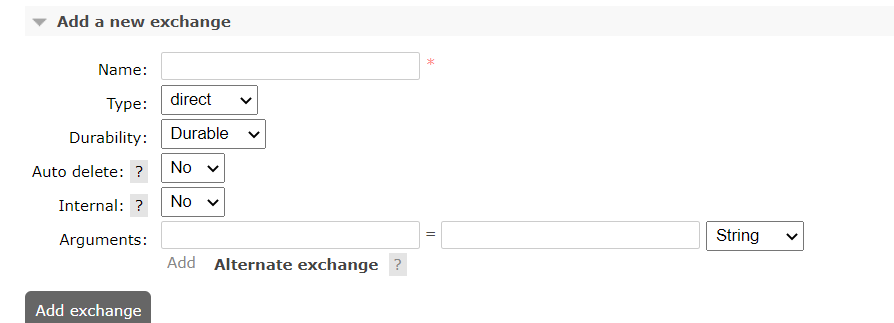 Add a new exchange
Name: *
Type: direct
Durability: Durable
Auto delete: ? No
Internal: ? No
Arguments: = String
Add Alternate exchange ?
Add exchange